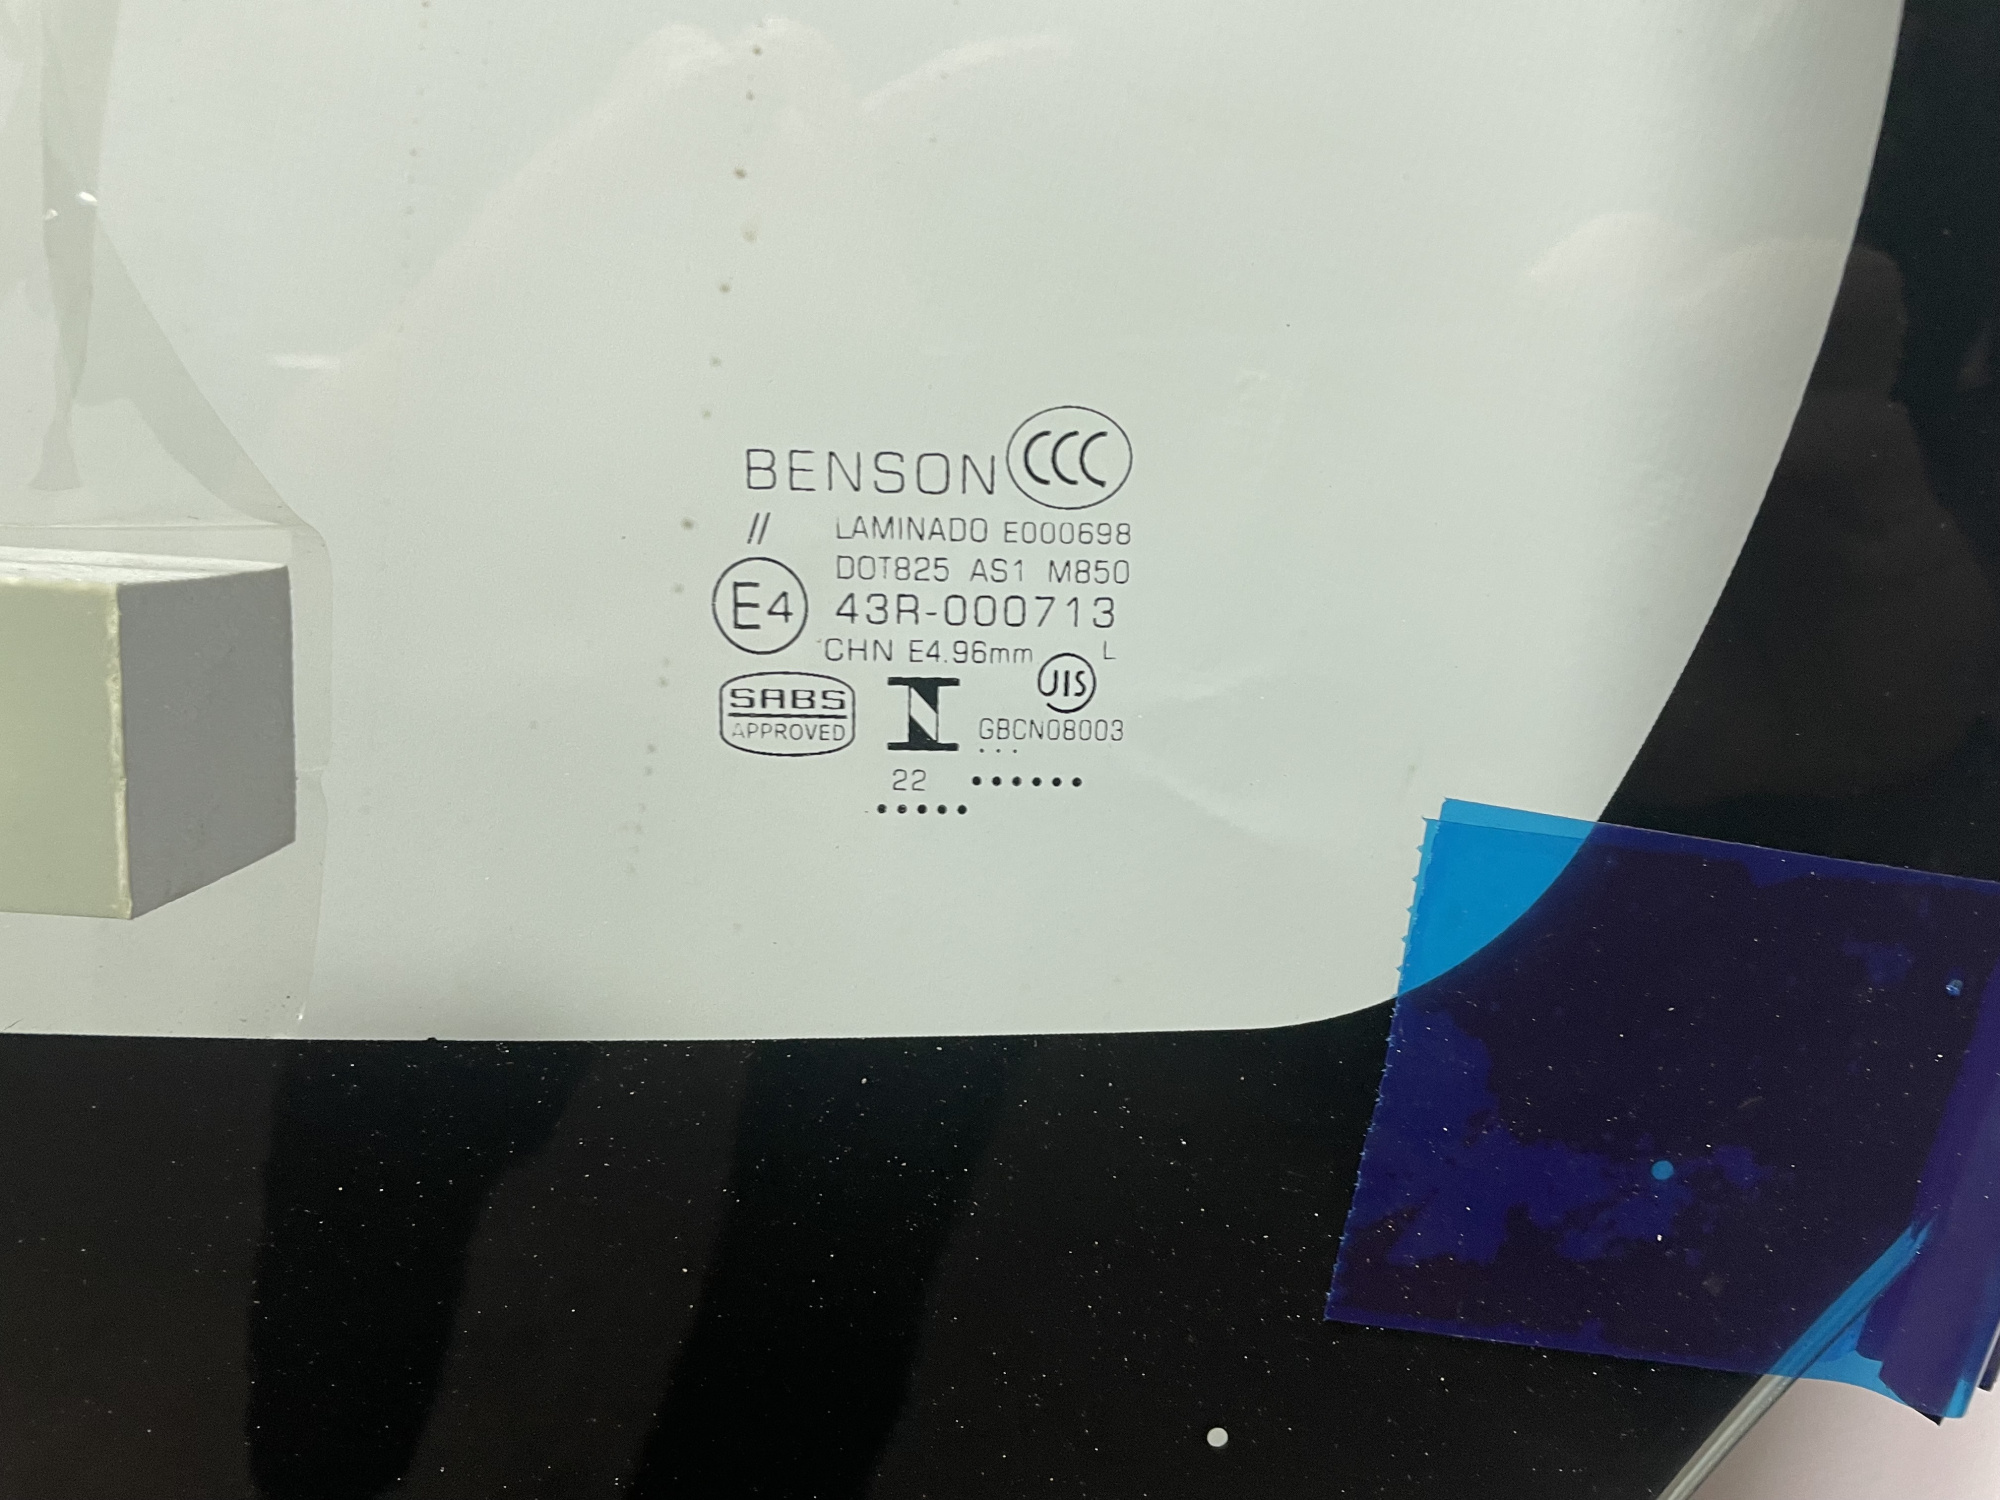 BENSON CCC
// LAMINADO E000698
DOT825 AS1 M850
E4 43R-000713
CHN E4.96mm L
JIS
SABS
APPROVED
N
GBCN08003
22